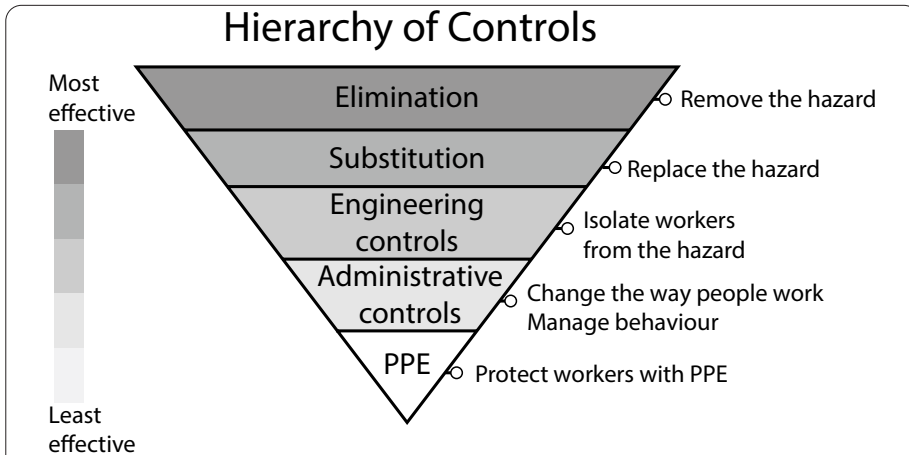 Hierarchy of Controls
Most
effective
Elimination
Remove the hazard
Substitution
Replace the hazard
Engineering
controls
Isolate workers
from the hazard
Administrative
controls
Change the way people work
Manage behaviour
PPE
Protect workers with PPE
Least
effective